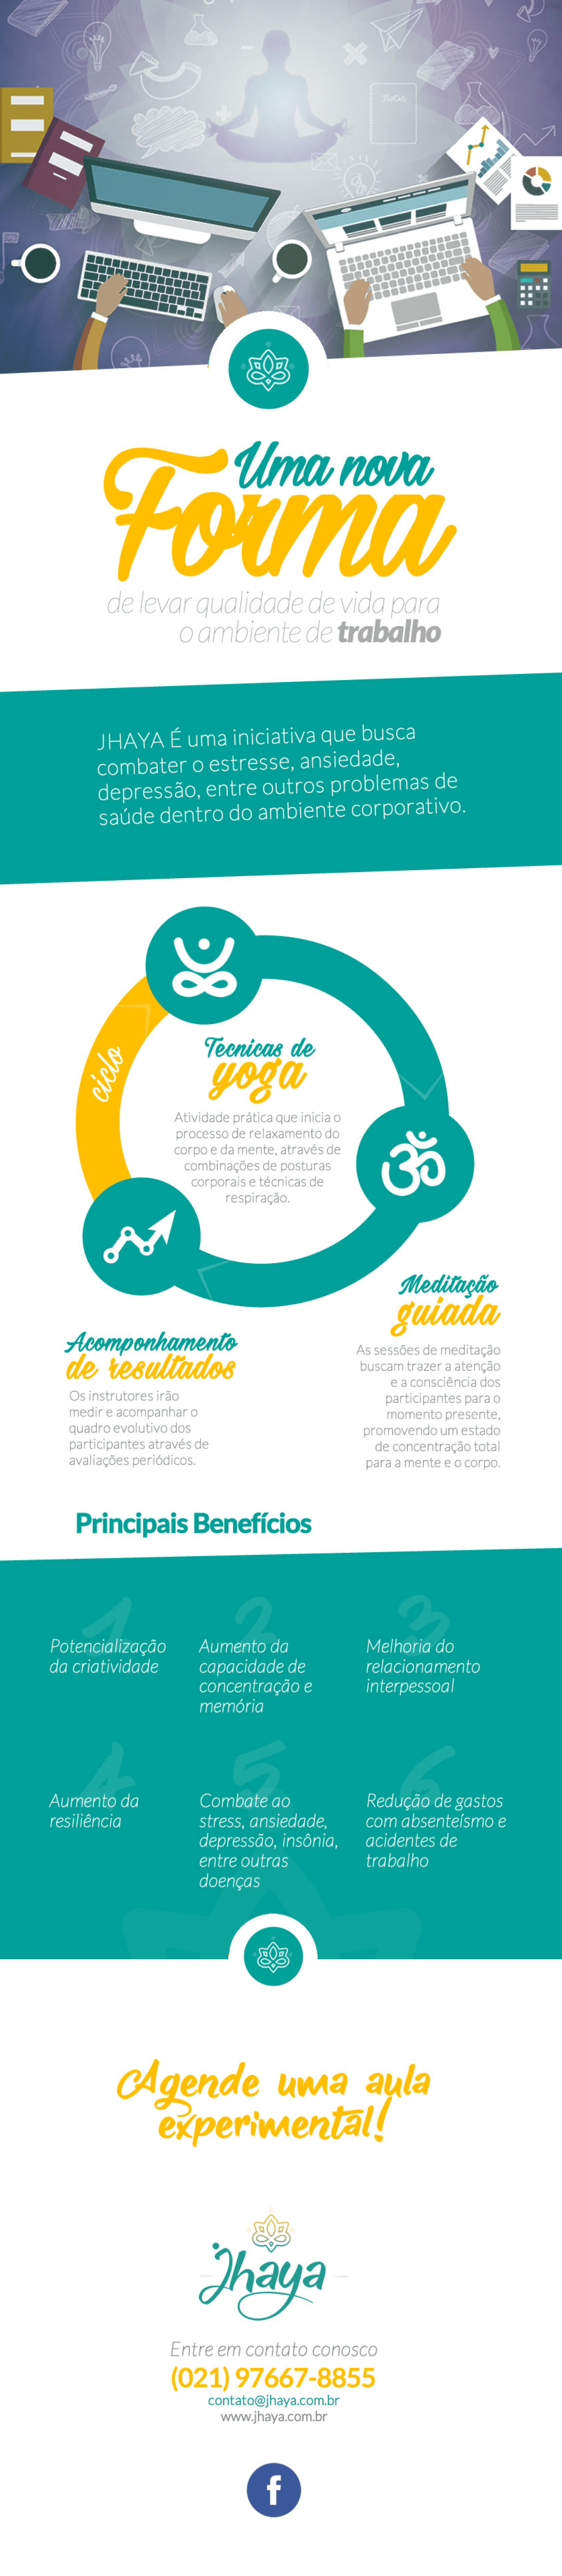 Uma nova
Forma
de levar qualidade de vida para
o ambiente de trabalho
JHAYA É uma iniciativa que busca
combater o estresse, ansiedade,
depressão, entre outros problemas de
saúde dentro do ambiente corporativo.
ciclo
Tecnicas de
yoga
Atividade prática que inicia o
processo de relaxamento do
corpo e da mente, através de
combinações de posturas
corporais e técnicas de
respiração.
ॐ
Meditação
guiada
As sessões de meditação
buscam trazer a atenção
e a consciência dos
participantes para o
momento presente,
promovendo um estado
de concentração total
para a mente e o corpo.
Acomponhamento
de resultados
Os instrutores irão
medir e acompanhar o
quadro evolutivo dos
participantes através de
avaliações periódicos.
Principais Benefícios
1
Potencialização
da criatividade
2
Aumento da
capacidade de
concentração e
memória
3
Melhoria do
relacionamento
interpessoal
4
Aumento da
resiliência
5
Combate ao
stress, ansiedade,
depressão, insônia,
entre outras
doenças
6
Redução de gastos
com absenteísmo e
acidentes de
trabalho
Agende uma aula
experimental!
Jhaya
Entre em contato conosco
(021) 97667-8855
contato@jhaya.com.br
www.jhaya.com.br
f